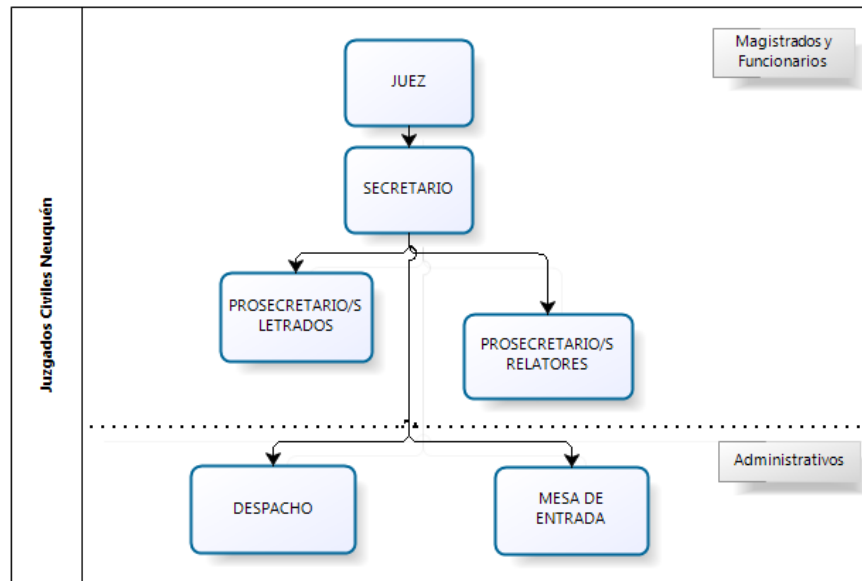 Juzgados Civiles Neuquén
Magistrados y
Funcionarios
JUEZ
SECRETARIO
PROSECRETARIO/S
LETRADOS
PROSECRETARIO/S
RELATORES
Administrativos
DESPACHO
MESA DE
ENTRADA